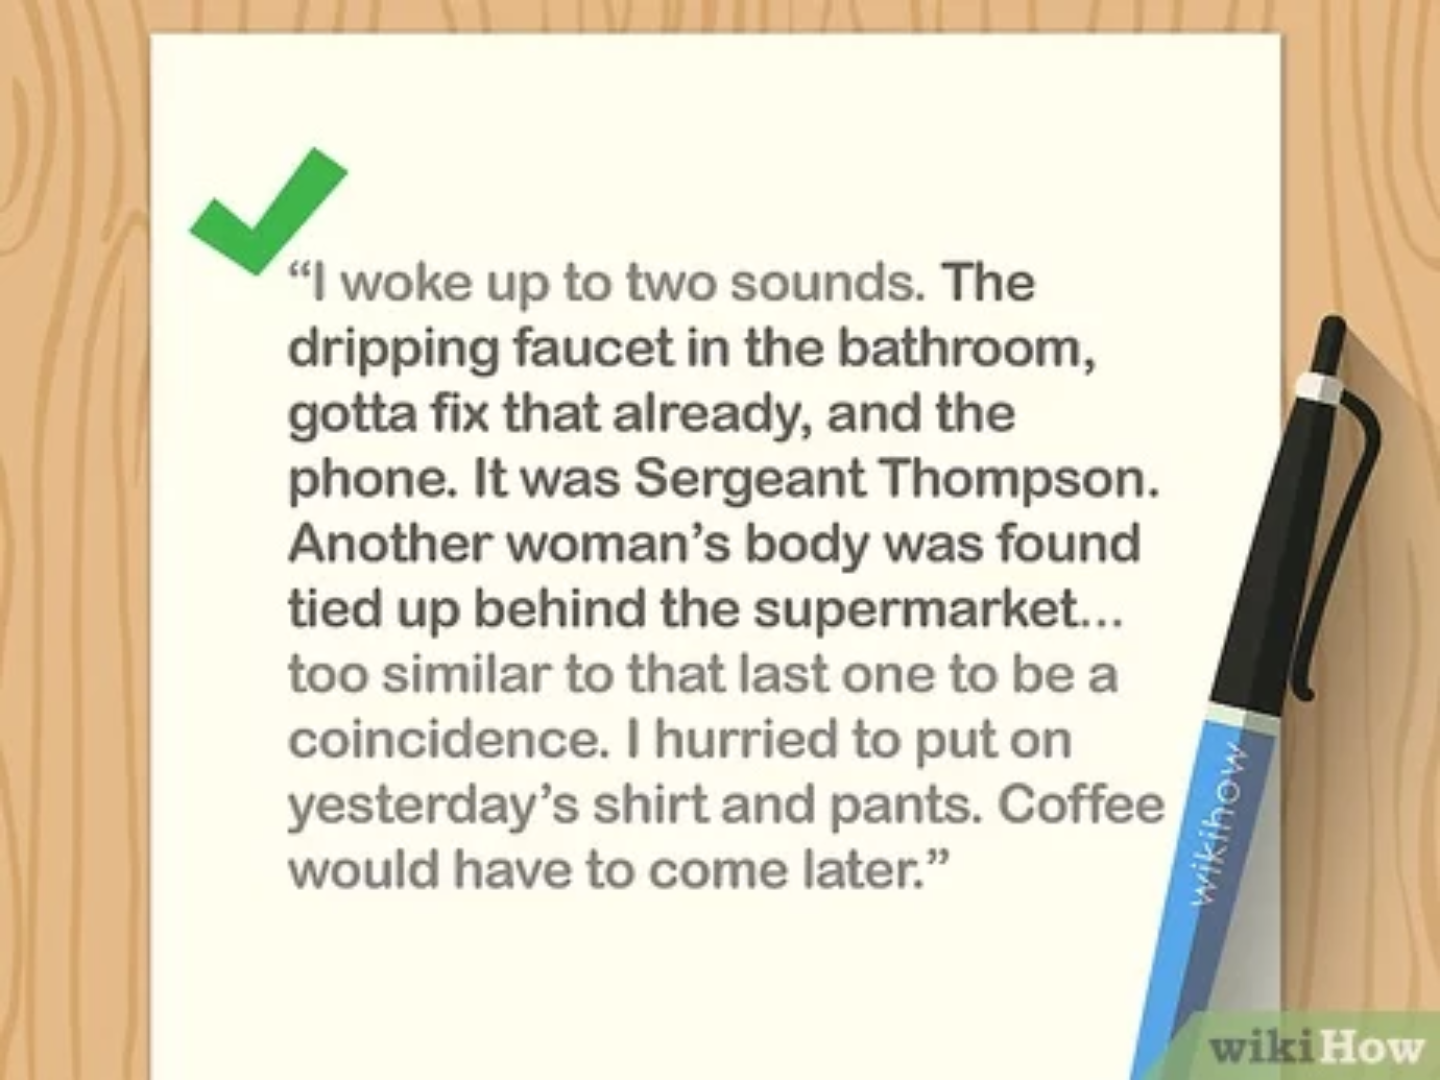 “I woke up to two sounds. The
dripping faucet in the bathroom,
gotta fix that already, and the
phone. It was Sergeant Thompson.
Another woman’s body was found
tied up behind the supermarket...
too similar to that last one to be a
coincidence. I hurried to put on
yesterday’s shirt and pants. Coffee
would have to come later.”
wikihow
wikiHow